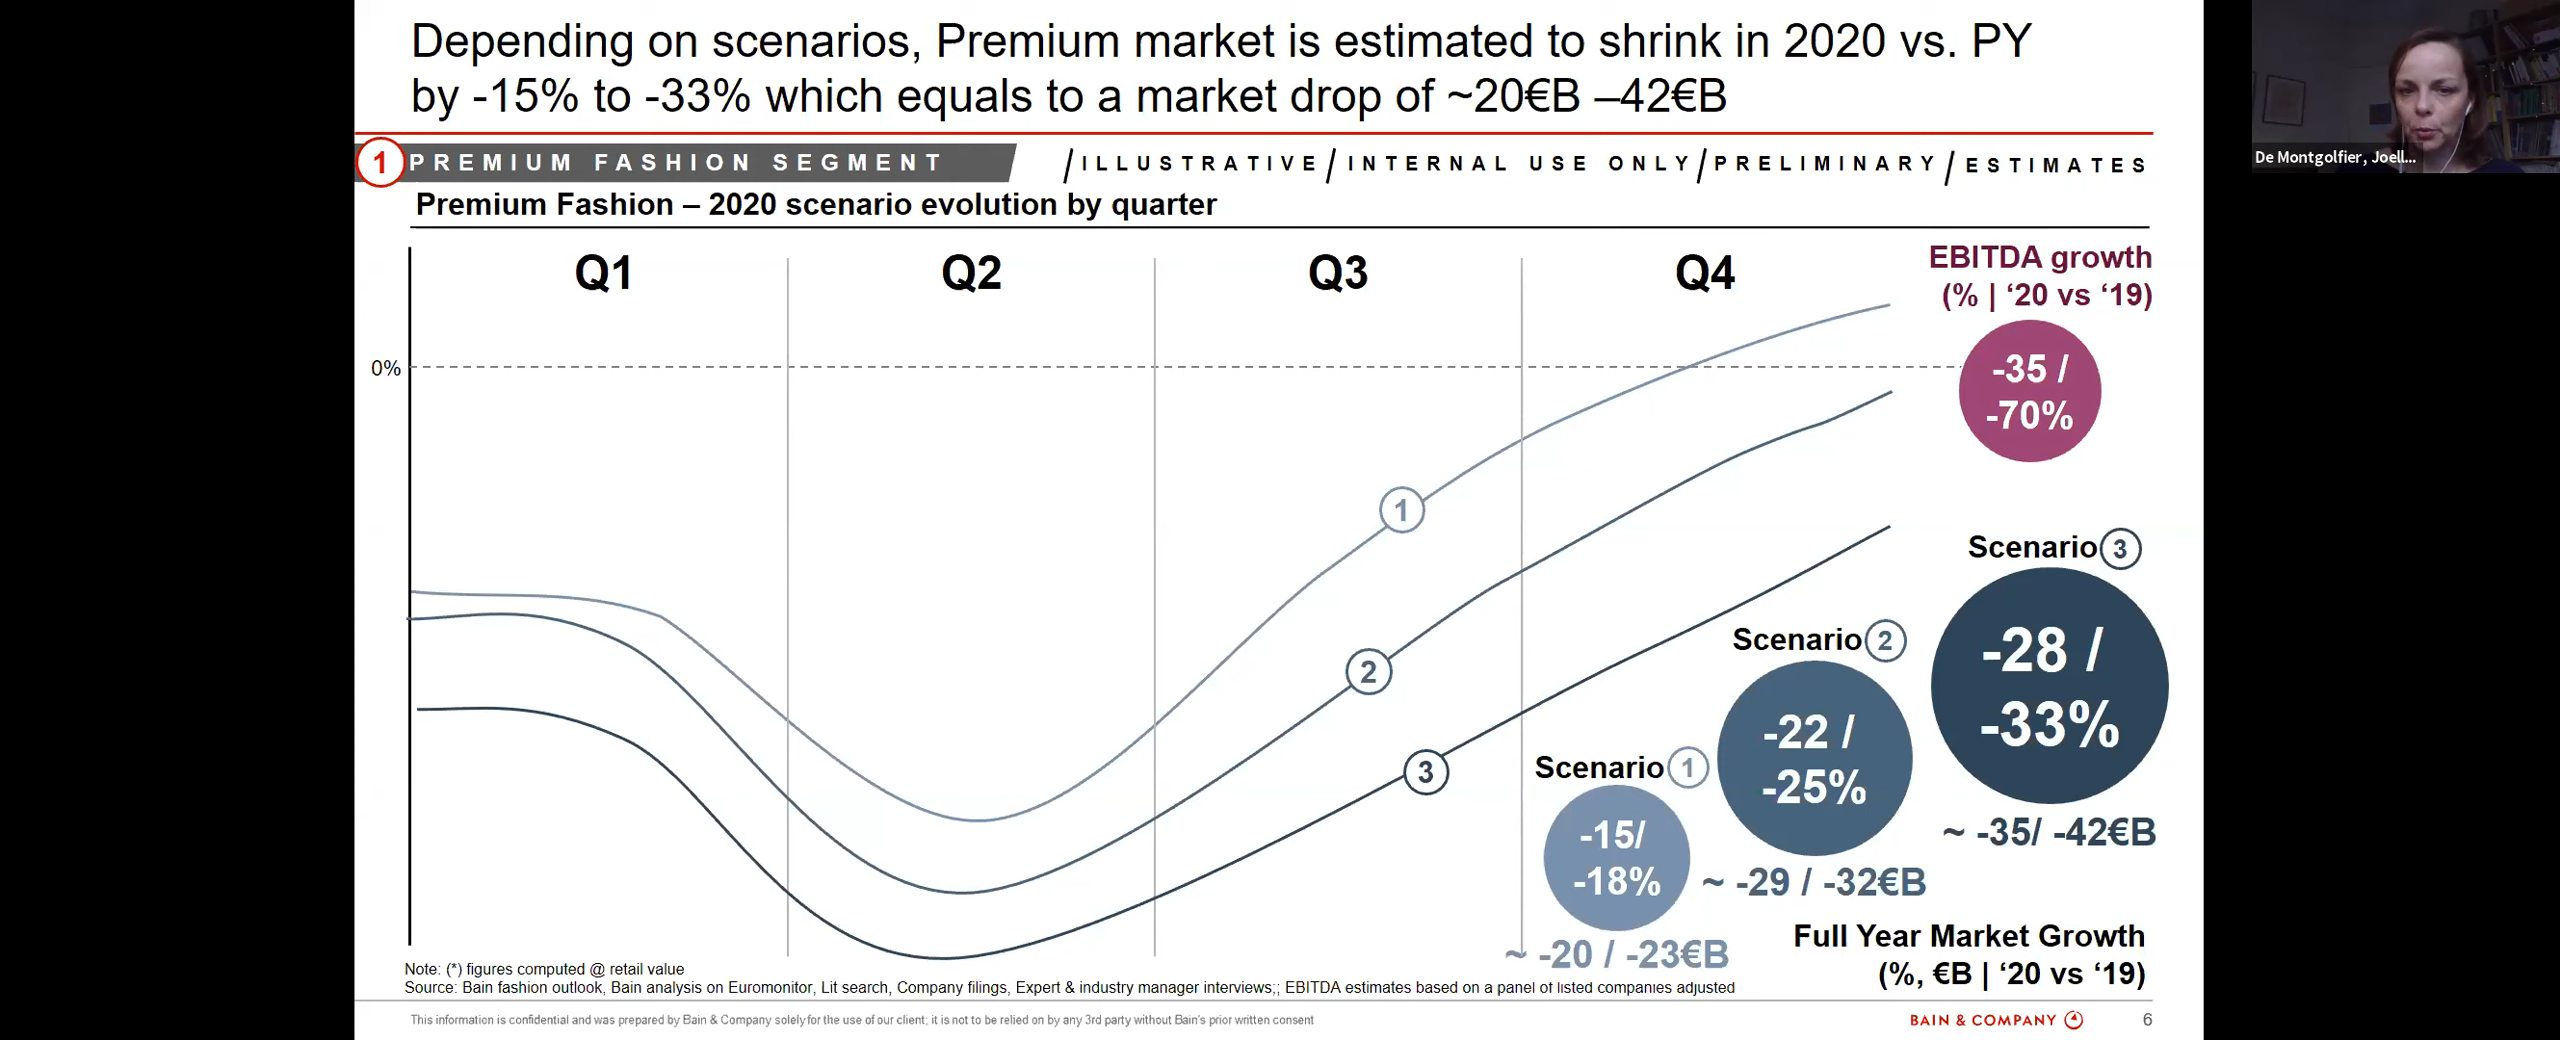 Depending on scenarios, Premium market is estimated to shrink in 2020 vs. PY
by -15% to -33% which equals to a market drop of ~20€B –42€B
1 PREMIUM FASHION SEGMENT
/ILLUSTRATIVE/INTERNAL USE ONLY/PRELIMINARY/ESTIMATES
Premium Fashion – 2020 scenario evolution by quarter
Q1 Q2 Q3 Q4
EBITDA growth
(% | ‘20 vs ‘19)
0%
-35 /
-70%
1
2
3
Scenario 3
-28 /
-33%
~ -35/ -42€B
Scenario 2
-22 /
-25%
~ -29 / -32€B
Scenario 1
-15/
-18%
~ -20 / -23€B
Full Year Market Growth
(%, €B | ‘20 vs ‘19)
Note: (*) figures computed @ retail value
Source: Bain fashion outlook, Bain analysis on Euromonitor, Lit search, Company filings, Expert & industry manager interviews;; EBITDA estimates based on a panel of listed companies adjusted
This information is confidential and was prepared by Bain & Company solely for the use of our client; it is not to be relied on by any 3rd party without Bain's prior written consent
BAIN & COMPANY
6
De Montgolfier, Joell...